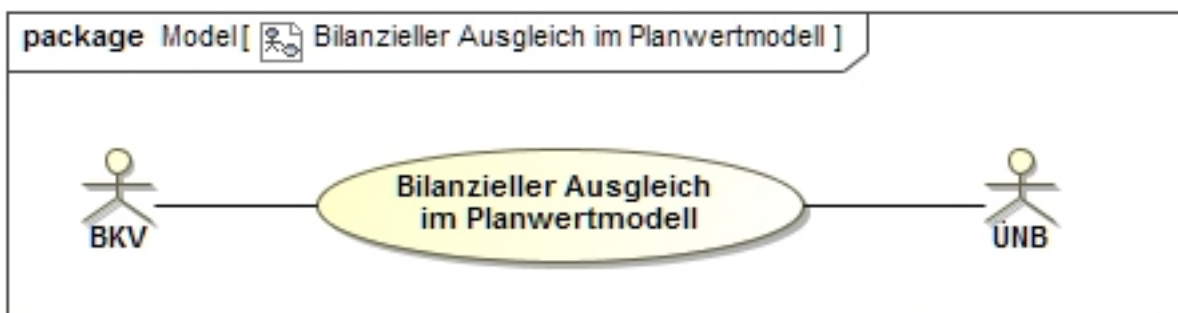 package Model[ Bilanzieller Ausgleich im Planwertmodell ]
Bilanzieller Ausgleich
im Planwertmodell
BKV
ÜNB